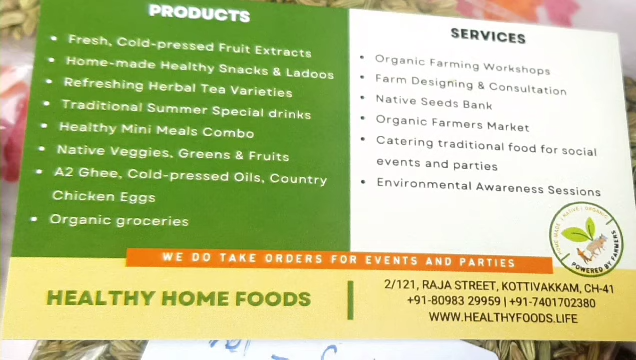 PRODUCTS
• Fresh, Cold-pressed Fruit Extracts
• Home-made Healthy Snacks & Ladoos
• Refreshing Herbal Tea Varieties
• Traditional Summer Special drinks
• Healthy Mini Meals Combo
• Native Veggies, Greens & Fruits
• A2 Ghee, Cold-pressed Oils, Country
Chicken Eggs
• Organic groceries
SERVICES
• Organic Farming Workshops
• Farm Designing & Consultation
• Native Seeds Bank
• Organic Farmers Market
• Catering traditional food for social
events and parties
• Environmental Awareness Sessions
NATIVE • ORGANIC
POWERED BY FARMERS
WE DO TAKE ORDERS FOR EVENTS AND PARTIES
HEALTHY HOME FOODS
2/121, RAJA STREET, KOTTIVAKKAM, CH-41
+91-80983 29959 | +91-7401702380
WWW.HEALTHYFOODS.LIFE